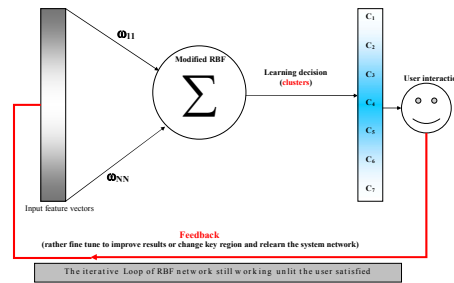 ω11
Modified RBF
Σ
Learning decision
(clusters)
C1
C2
C3
C4
C5
C6
C7
User interactio
ωNN
Input feature vectors
Feedback
(rather fine tune to improve results or change key region and relearn the system network)
The iterative Loop of RBF network still working unlit the user satisfied